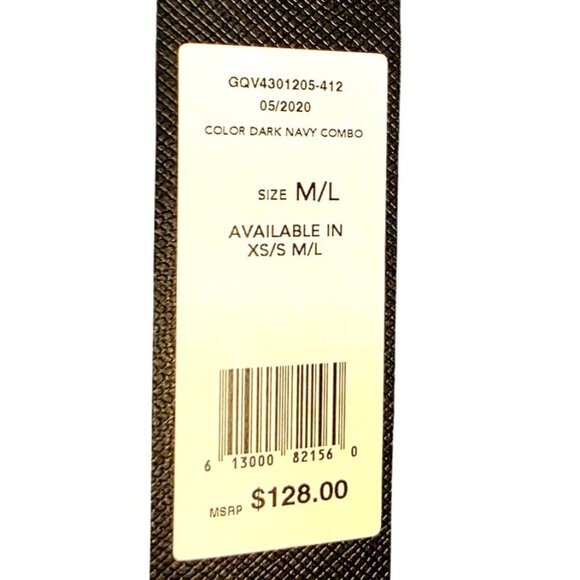 GQV4301205-412
05/2020
COLOR DARK NAVY COMBO
SIZE M/L
AVAILABLE IN
XS/S M/L
6 13000 82156 0
MSRP $128.00